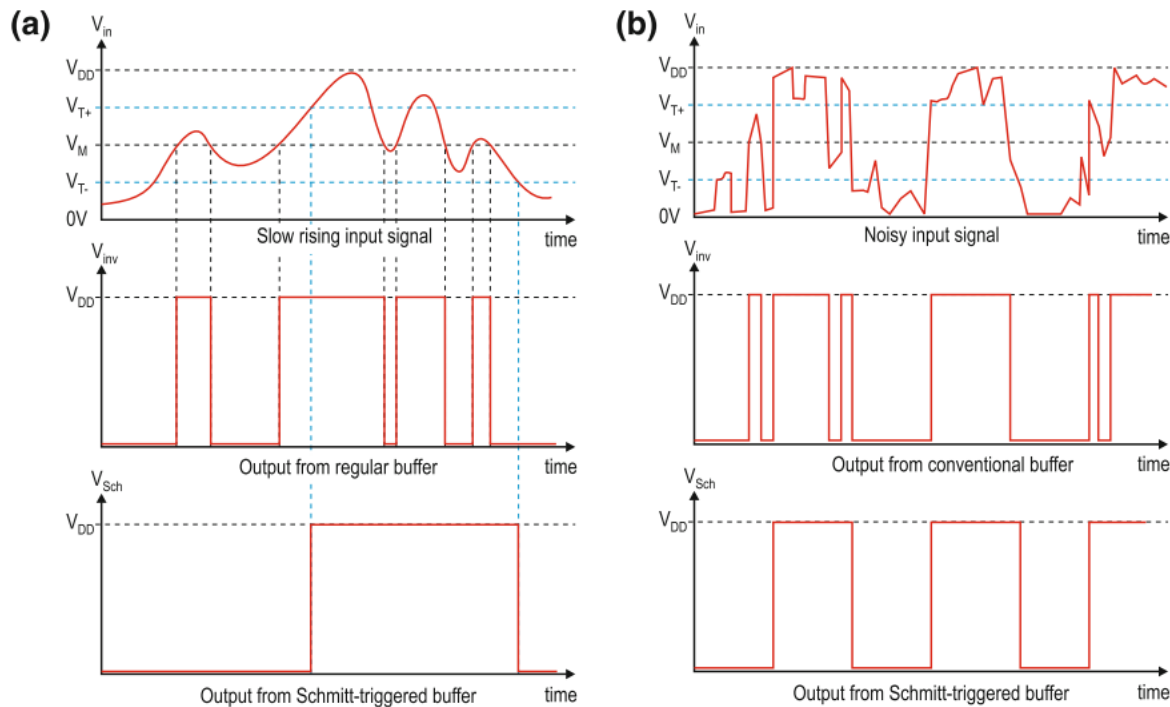 (a)
V_in
V_DD
V_T+
V_M
V_T-
0V
Slow rising input signal
time
V_inv
V_DD
Output from regular buffer
time
V_Sch
V_DD
Output from Schmitt-triggered buffer
time
(b)
V_in
V_DD
V_T+
V_M
V_T-
0V
Noisy input signal
time
V_inv
V_DD
Output from conventional buffer
time
V_Sch
V_DD
Output from Schmitt-triggered buffer
time